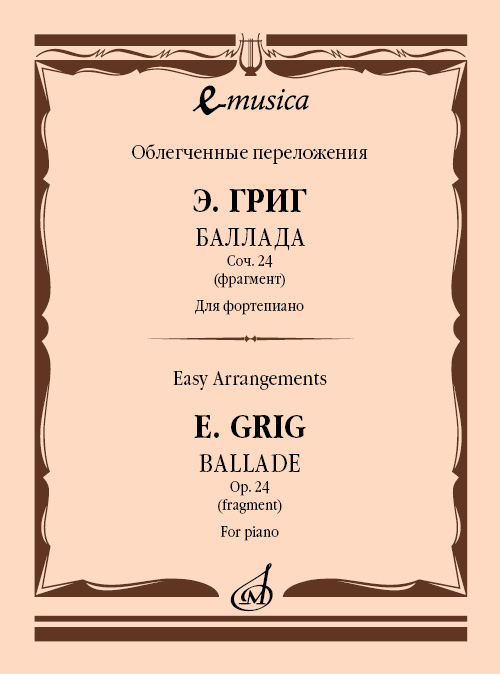 e-musica
Облегченные переложения
Э. ГРИГ
БАЛЛАДА
Соч. 24
(фрагмент)
Для фортепиано
Easy Arrangements
E. GRIG
BALLADE
Op. 24
(fragment)
For piano
М